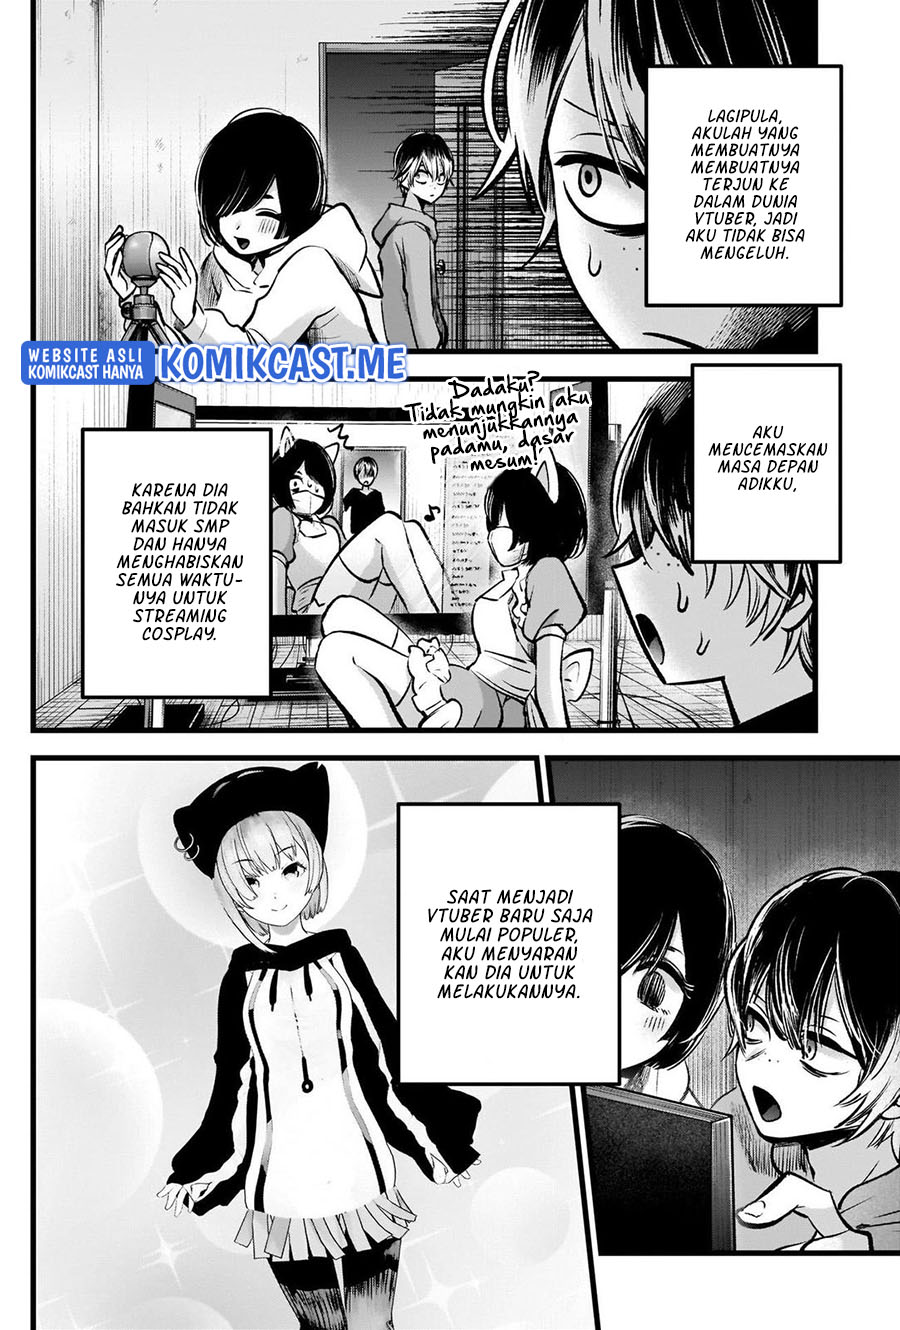 LAGIPULA,
AKULAH YANG
MEMBUATNYA
MEMBUATNYA
TERJUN KE
DALAM DUNIA
VTUBER, JADI
AKU TIDAK BISA
MENGELUH.
WEBSITE ASLI
KOMIKCAST HANYA
KOMIKCAST.ME
AKU
MENCEMASKAN
MASA DEPAN
ADIKKU,
Dadaku?
Tidak mungkin aku
menunjukkannya
padamu, dasar
mesum!
KARENA DIA
BAHKAN TIDAK
MASUK SMP
DAN HANYA
MENGHABISKAN
SEMUA WAKTU-
NYA UNTUK
STREAMING
COSPLAY.
SAAT MENJADI
VTUBER BARU SAJA
MULAI POPULER,
AKU MENYARAN
KAN DIA UNTUK
MELAKUKANNYA.